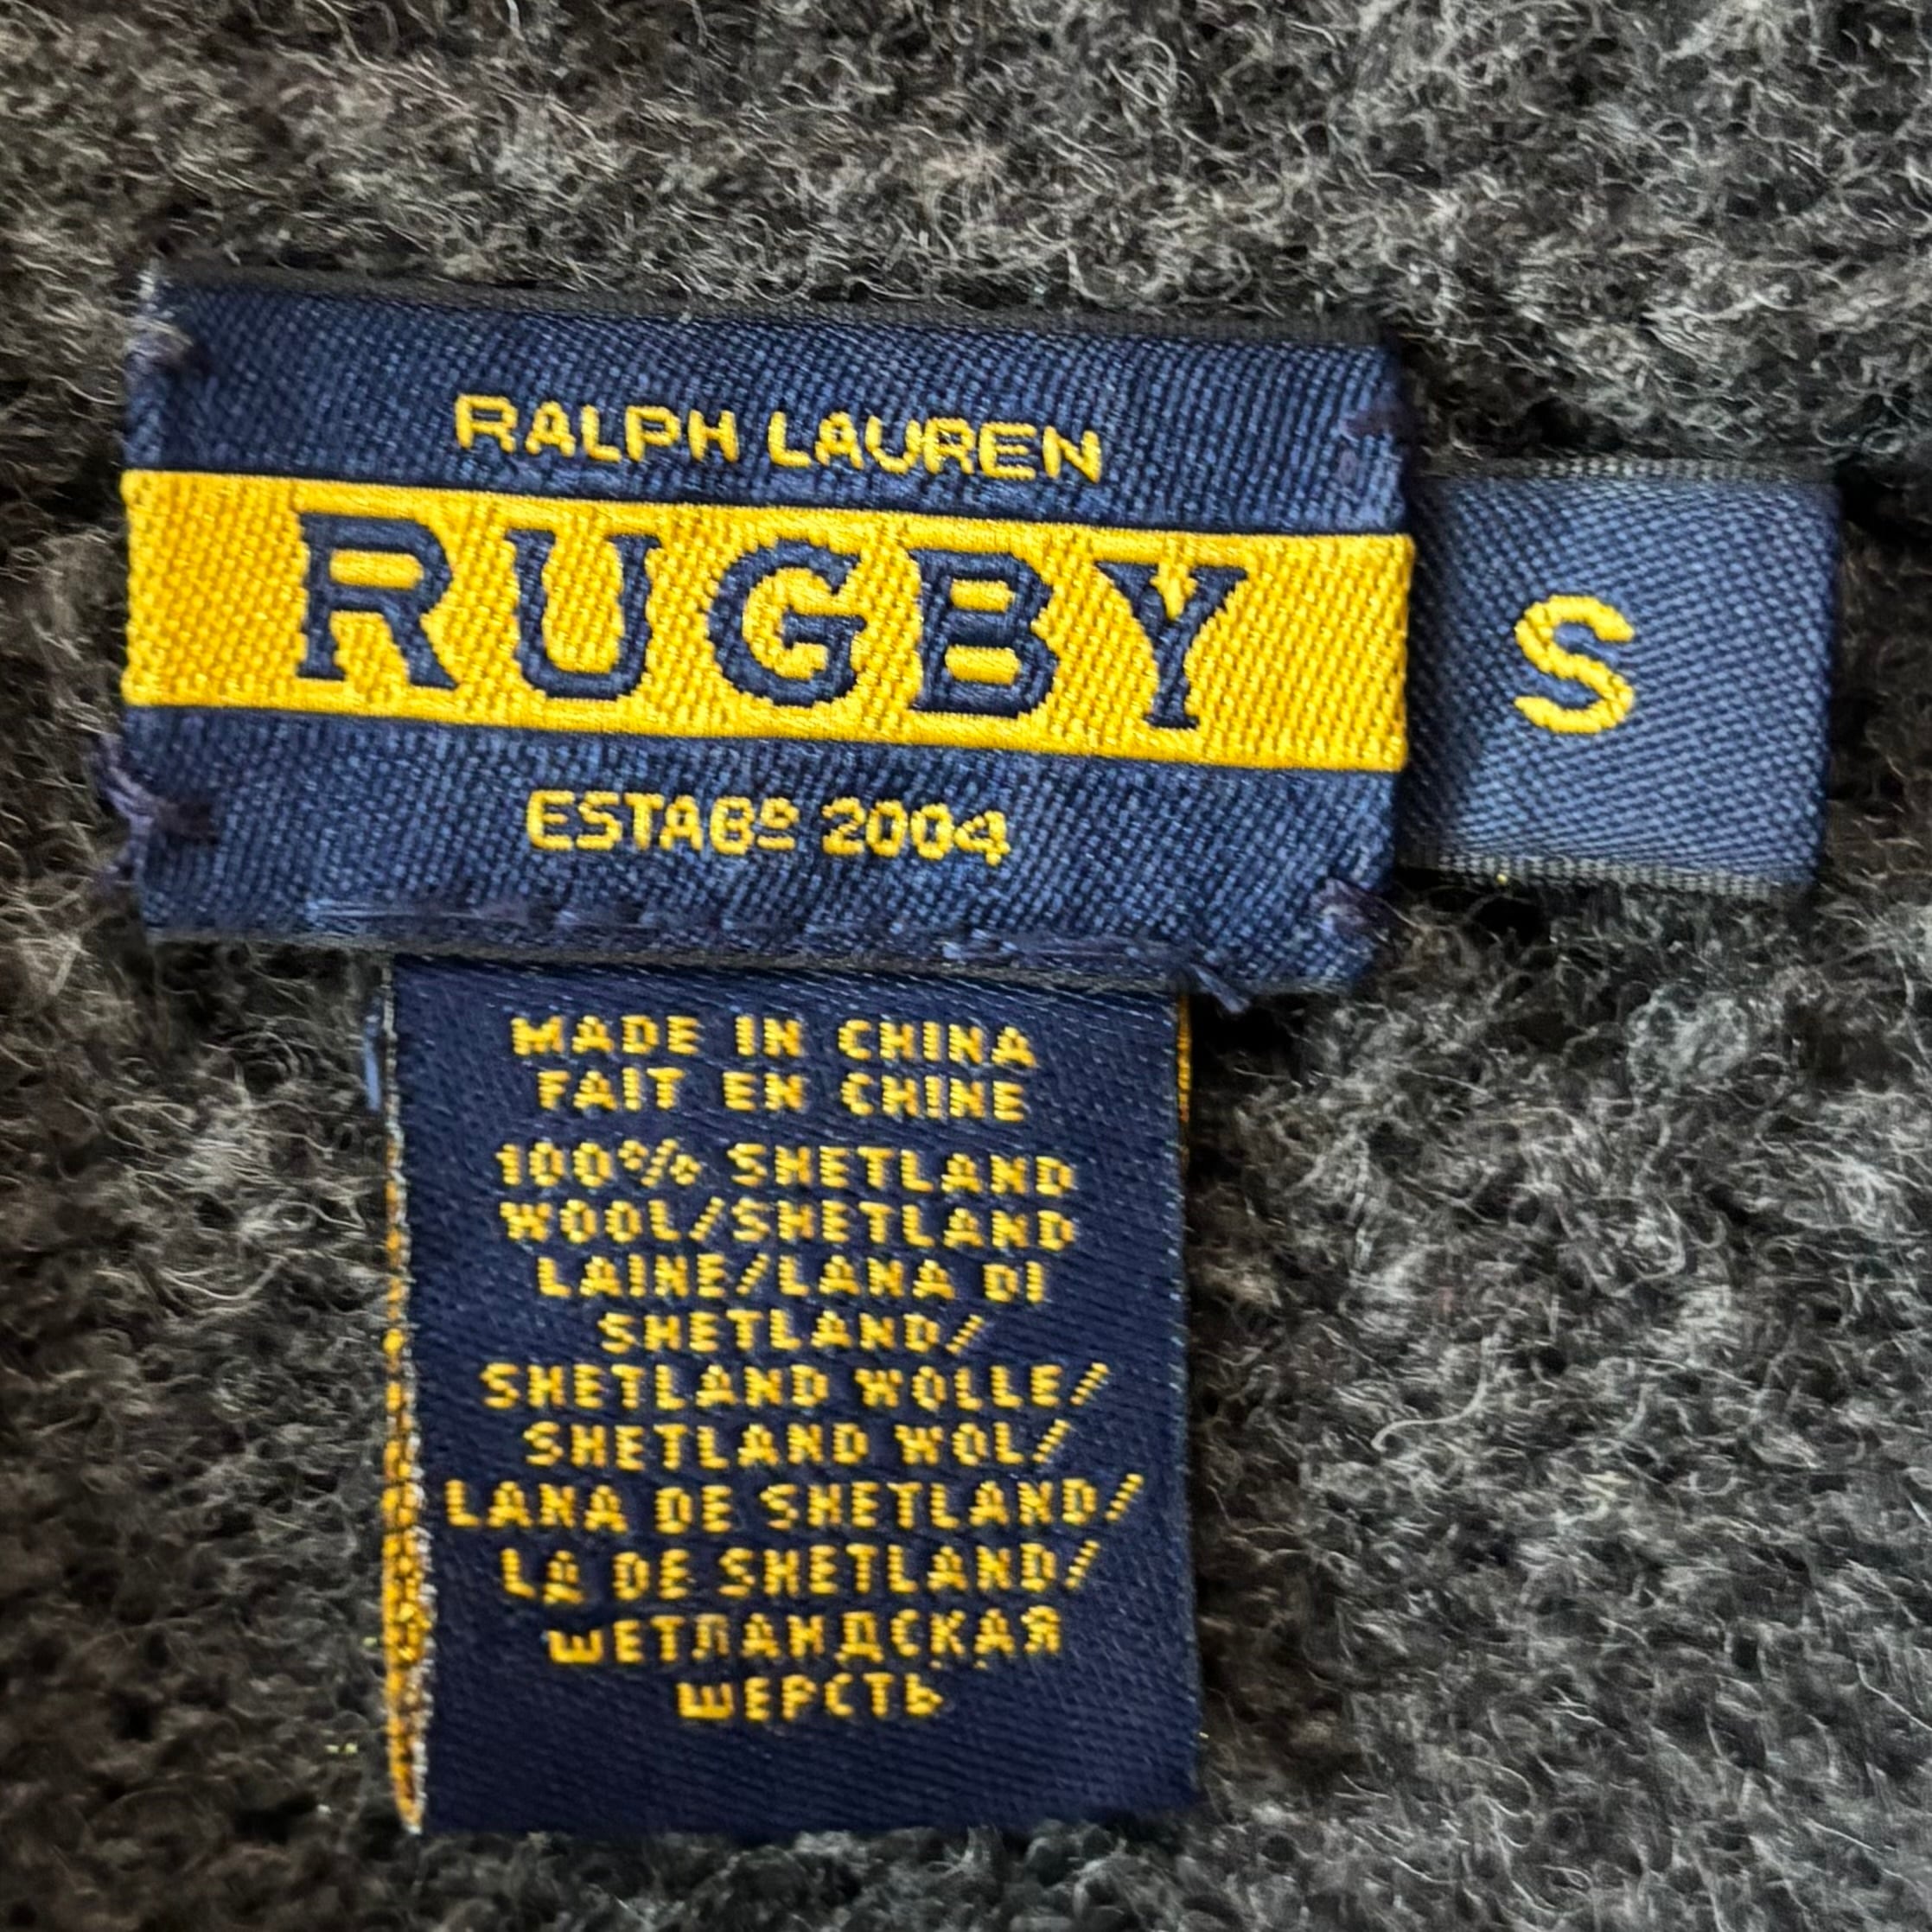 RALPH LAUREN
RUGBY
ESTABD 2004
S
MADE IN CHINA
FAIT EN CHINE
100% SHETLAND
WOOL/SHETLAND
LAINE/LANA DI
SHETLAND/
SHETLAND WOLLE/
SHETLAND WOL/
LANA DE SHETLAND/
LÃ DE SHETLAND/
ШЕТЛАНДСКАЯ
ШЕРСТЬ